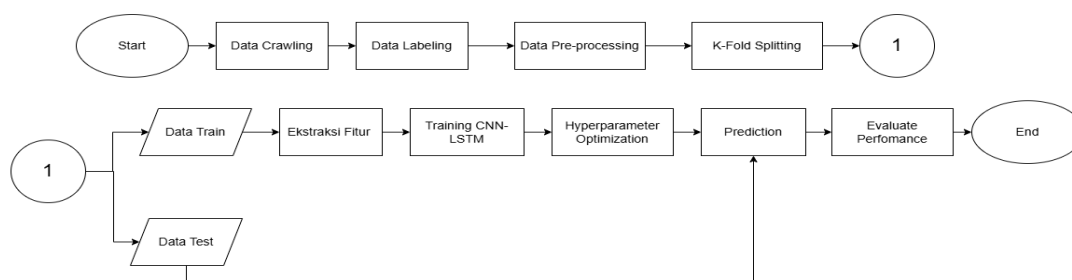 Start
Data Crawling
Data Labeling
Data Pre-processing
K-Fold Splitting
1
1
Data Train
Ekstraksi Fitur
Training CNN-
LSTM
Hyperparameter
Optimization
Prediction
Evaluate
Perfomance
End
Data Test